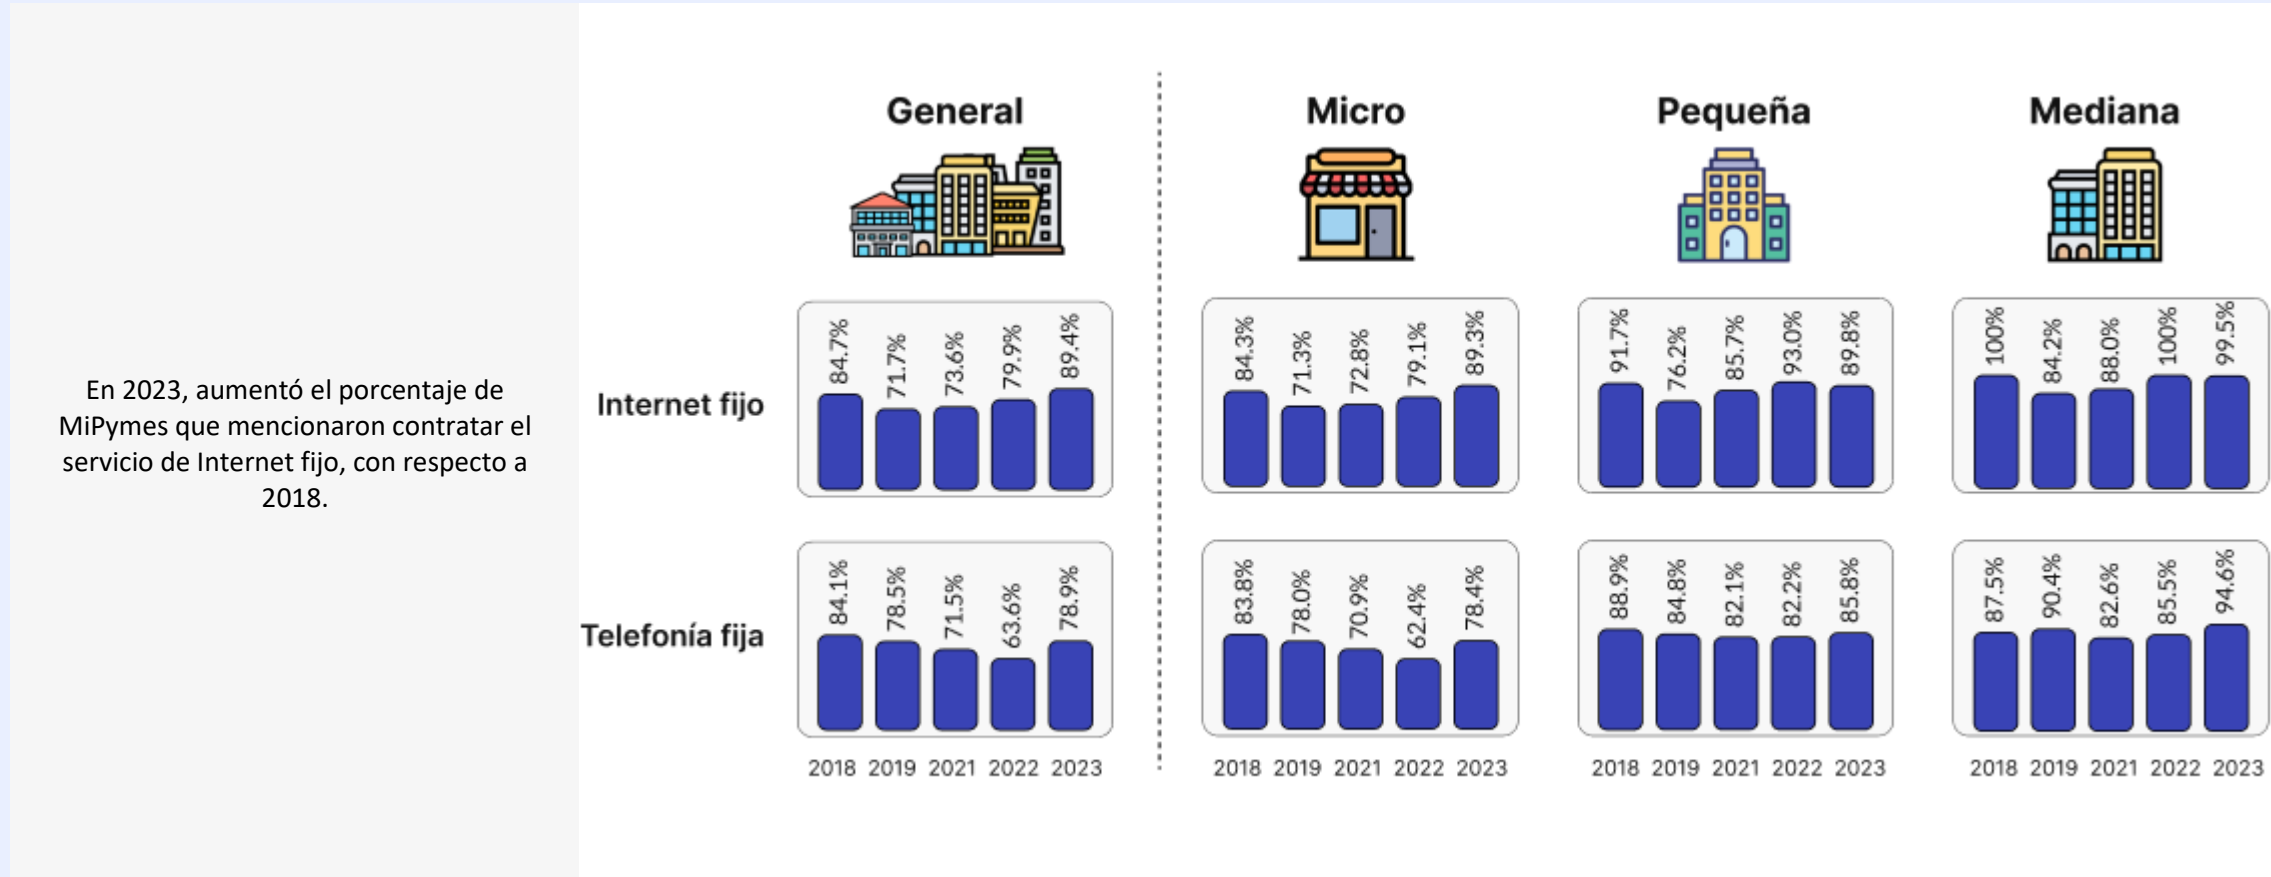 En 2023, aumentó el porcentaje de
MiPymes que mencionaron contratar el
servicio de Internet fijo, con respecto a
2018.
General
Micro
Pequeña
Mediana
Internet fijo
84.7% 71.7% 73.6% 79.9% 89.4%
84.3% 71.3% 72.8% 79.1% 89.3%
91.7% 76.2% 85.7% 93.0% 89.8%
100% 84.2% 88.0% 100% 99.5%
Telefonía fija
84.1% 78.5% 71.5% 63.6% 78.9%
83.8% 78.0% 70.9% 62.4% 78.4%
88.9% 84.8% 82.1% 82.2% 85.8%
87.5% 90.4% 82.6% 85.5% 94.6%
2018 2019 2021 2022 2023
2018 2019 2021 2022 2023
2018 2019 2021 2022 2023
2018 2019 2021 2022 2023